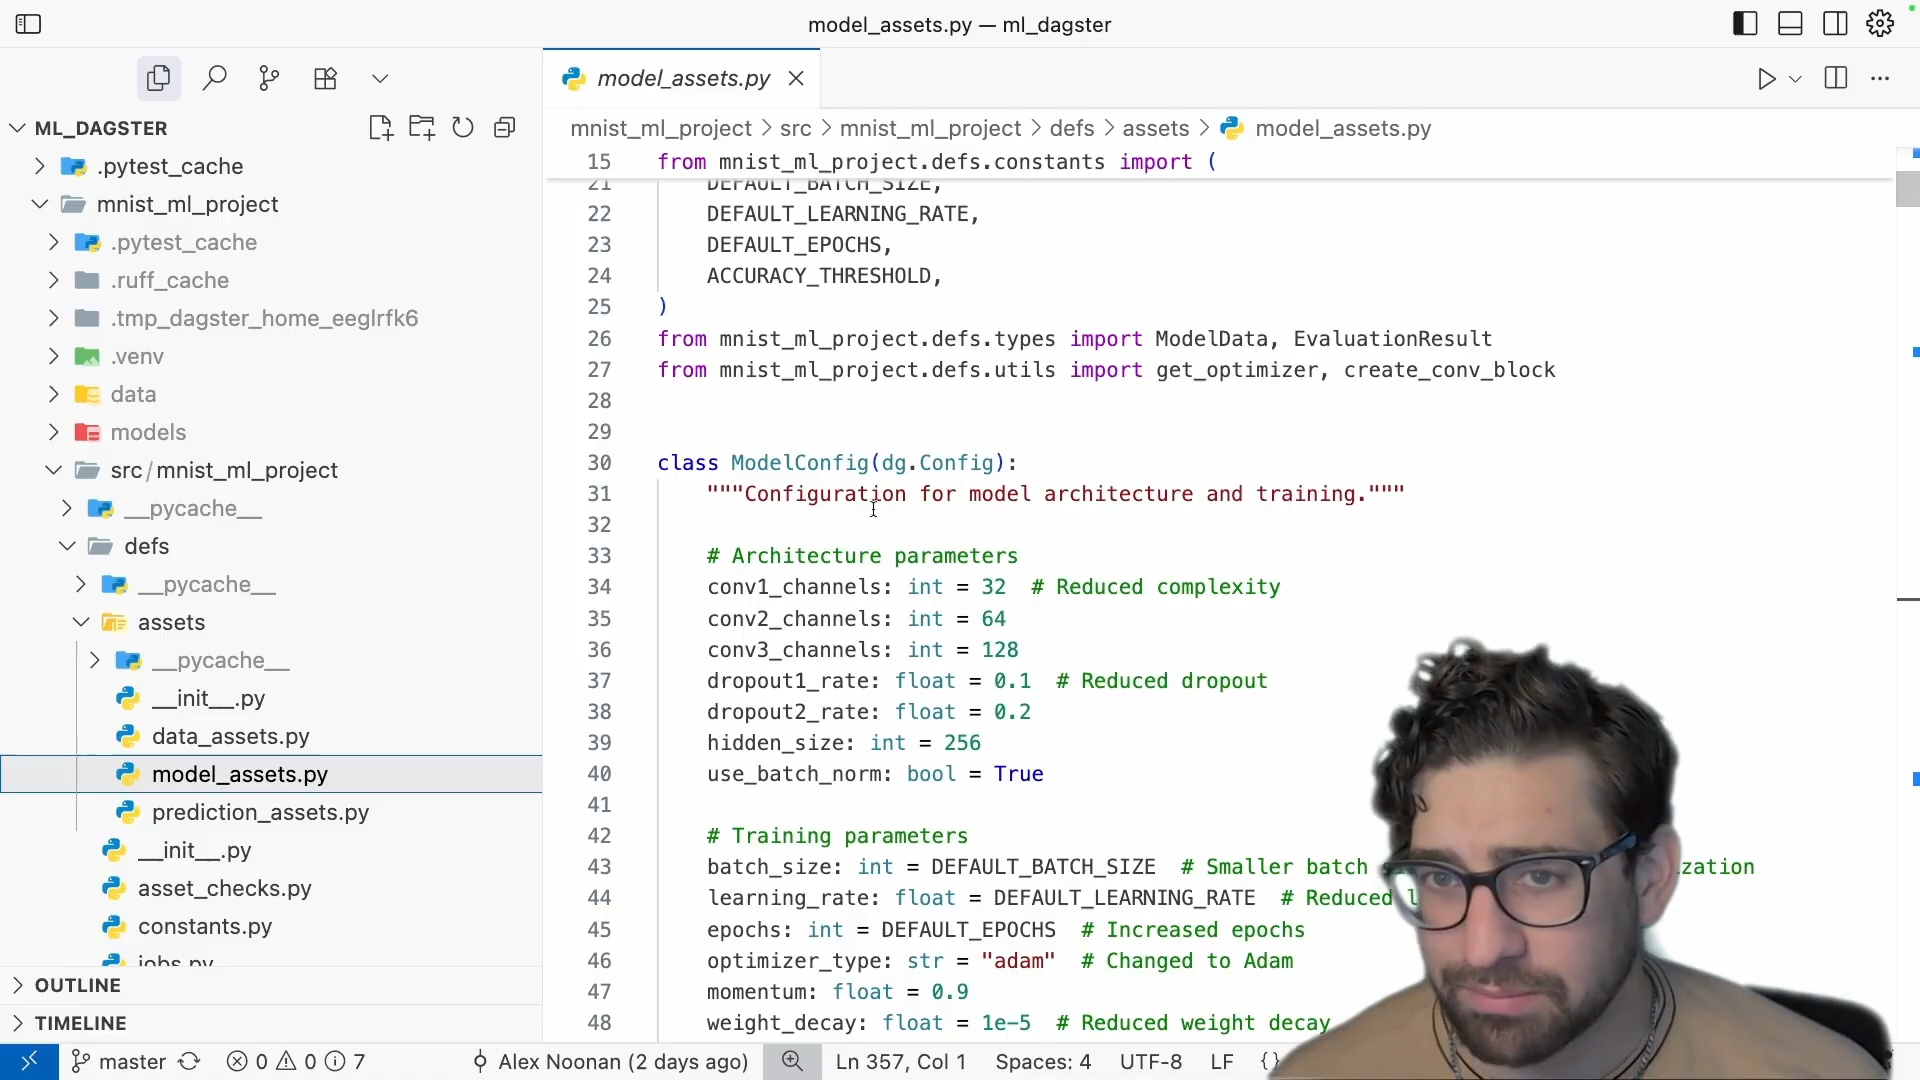 model_assets.py — ml_dagster
ML_DAGSTER
.pytest_cache
mnist_ml_project
.pytest_cache
.ruff_cache
.tmp_dagster_home_eeglrfk6
.venv
data
models
src/mnist_ml_project
__pycache__
defs
__pycache__
assets
__pycache__
__init__.py
data_assets.py
model_assets.py
prediction_assets.py
__init__.py
asset_checks.py
constants.py
jobs.py
OUTLINE
TIMELINE
model_assets.py
mnist_ml_project > src > mnist_ml_project > defs > assets > model_assets.py
15 from mnist_ml_project.defs.constants import (
21 DEFAULT_BATCH_SIZE,
22 DEFAULT_LEARNING_RATE,
23 DEFAULT_EPOCHS,
24 ACCURACY_THRESHOLD,
25 )
26 from mnist_ml_project.defs.types import ModelData, EvaluationResult
27 from mnist_ml_project.defs.utils import get_optimizer, create_conv_block
28
29
30 class ModelConfig(dg.Config):
31 """Configuration for model architecture and training."""
32
33 # Architecture parameters
34 conv1_channels: int = 32 # Reduced complexity
35 conv2_channels: int = 64
36 conv3_channels: int = 128
37 dropout1_rate: float = 0.1 # Reduced dropout
38 dropout2_rate: float = 0.2
39 hidden_size: int = 256
40 use_batch_norm: bool = True
41
42 # Training parameters
43 batch_size: int = DEFAULT_BATCH_SIZE # Smaller batch zation
44 learning_rate: float = DEFAULT_LEARNING_RATE # Reduced
45 epochs: int = DEFAULT_EPOCHS # Increased epochs
46 optimizer_type: str = "adam" # Changed to Adam
47 momentum: float = 0.9
48 weight_decay: float = 1e-5 # Reduced weight decay
master 0 0 7 Alex Noonan (2 days ago) Ln 357, Col 1 Spaces: 4 UTF-8 LF {}